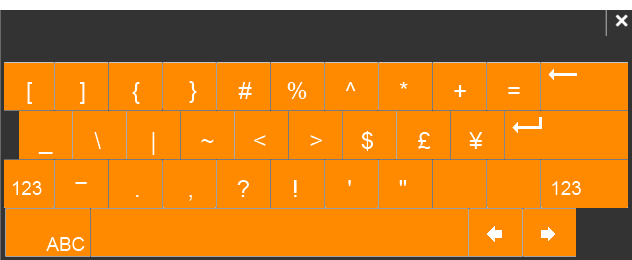 [ ] { } # % ^ * + =
_ \ | ~ < > $ £ ¥
123 ¯ . , ? ! ' " 123
ABC